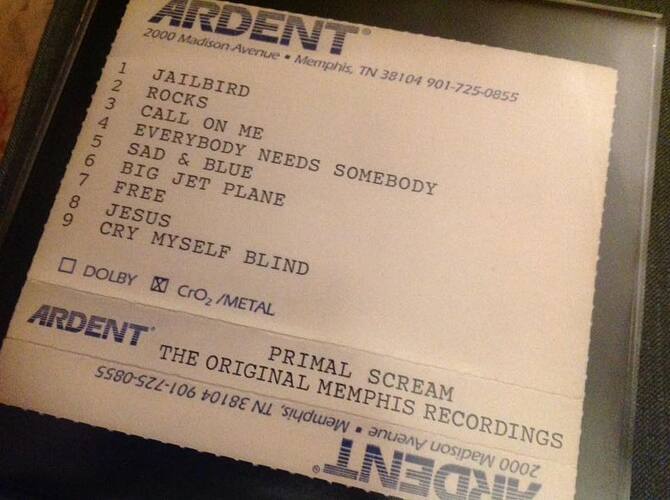 ARDENT®
2000 Madison Avenue • Memphis, TN 38104 901-725-0855
1 JAILBIRD
2 ROCKS
3 CALL ON ME
4 EVERYBODY NEEDS SOMEBODY
5 SAD & BLUE
6 BIG JET PLANE
7 FREE
8 JESUS
9 CRY MYSELF BLIND
☐ DOLBY ☒ CrO₂/METAL
ARDENT®
PRIMAL SCREAM
THE ORIGINAL MEMPHIS RECORDINGS
2000 Madison Avenue • Memphis, TN 38104 901-725-0855
ARDENT®